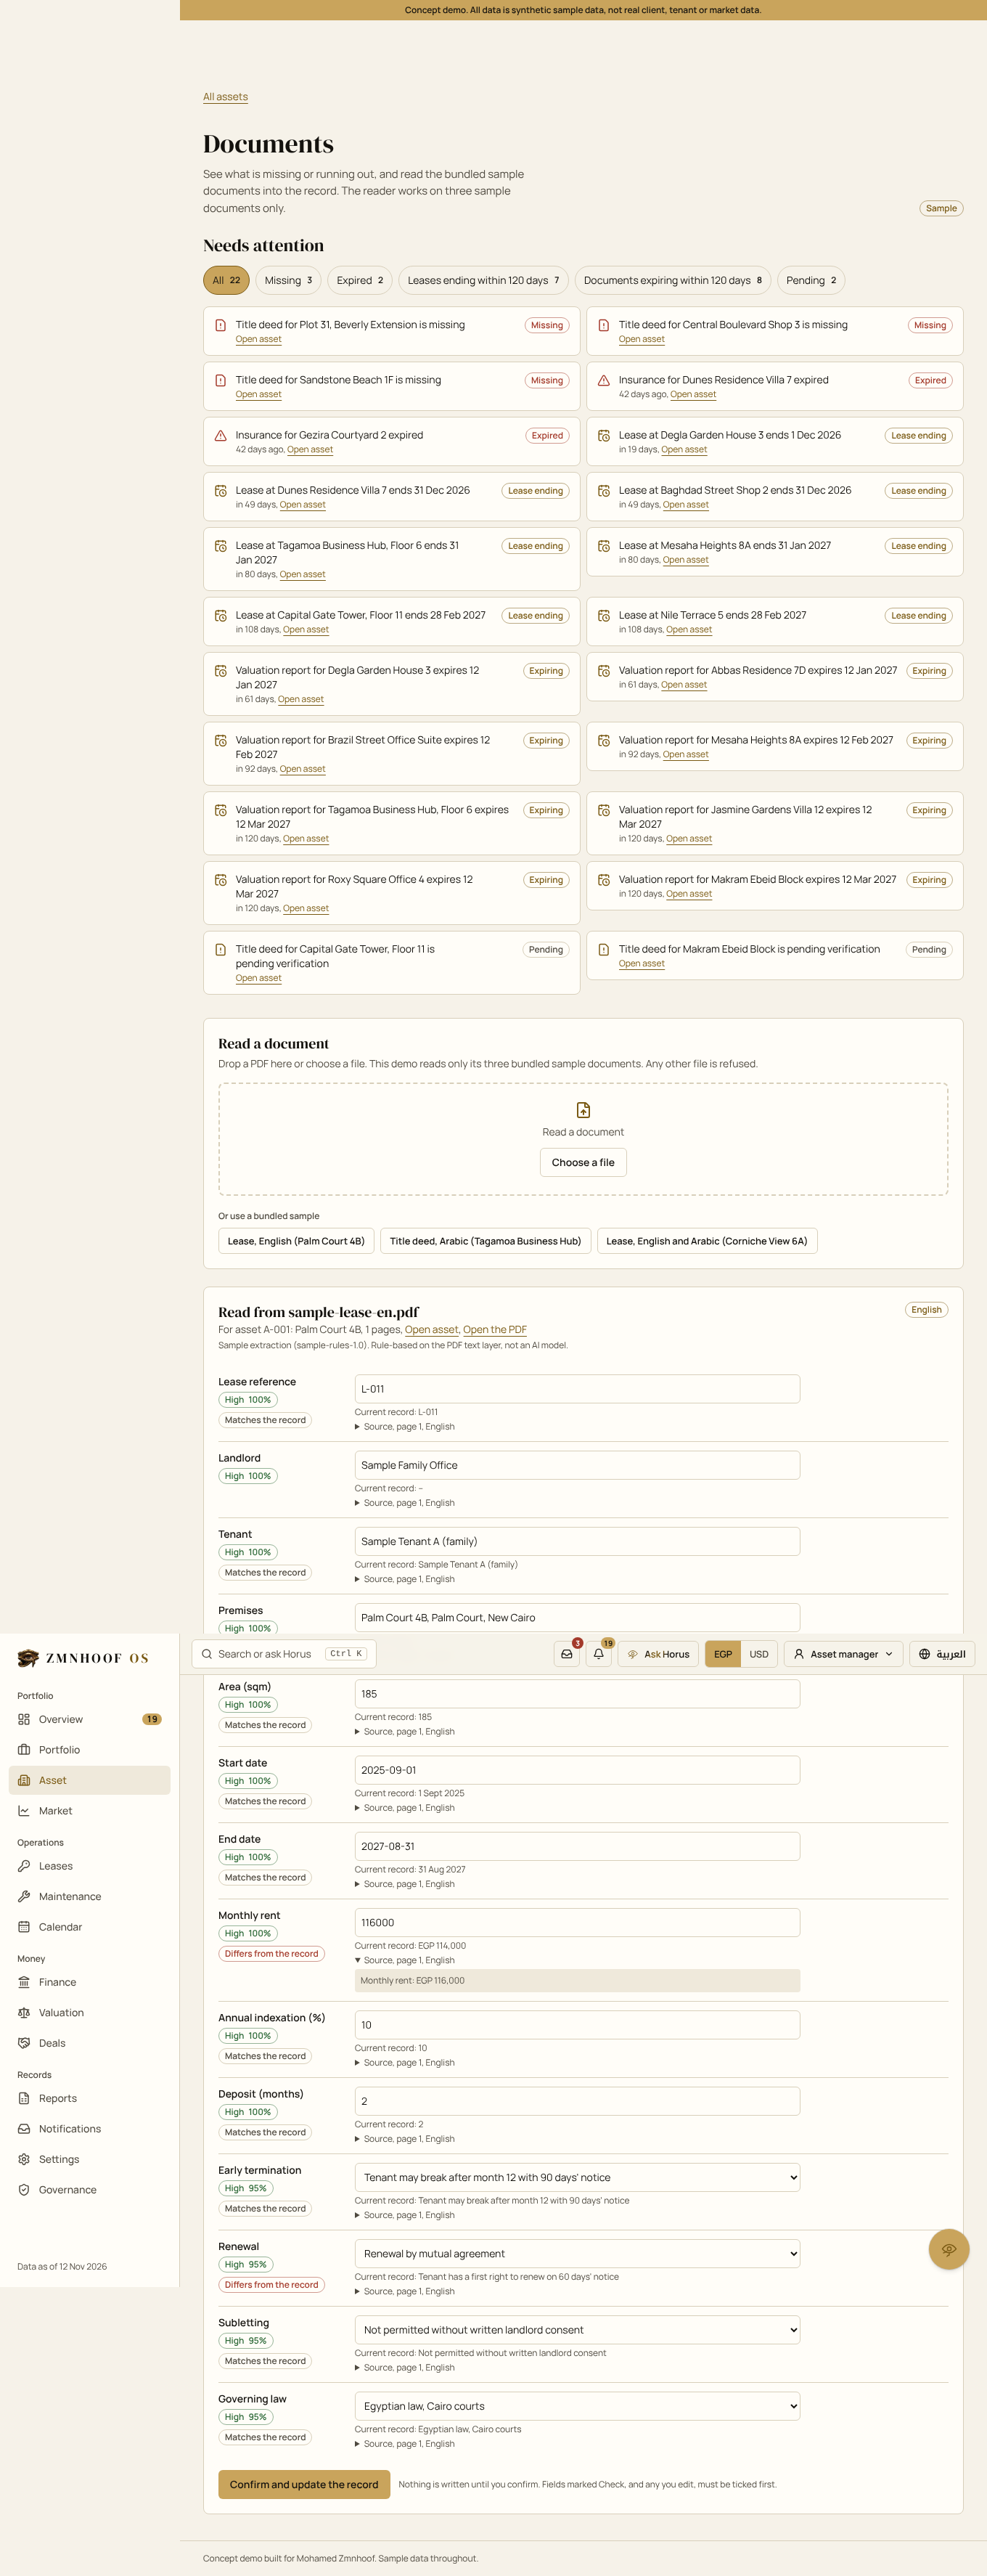 Concept demo. All data is synthetic sample data, not real client, tenant or market data.
All assets
Documents
See what is missing or running out, and read the bundled sample
documents into the record. The reader works on three sample
documents only.
Sample
Needs attention
All 22
Missing 3
Expired 2
Leases ending within 120 days 7
Documents expiring within 120 days 8
Pending 2
Title deed for Plot 31, Beverly Extension is missing
Open asset
Missing
Title deed for Central Boulevard Shop 3 is missing
Open asset
Missing
Title deed for Sandstone Beach 1F is missing
Open asset
Missing
Insurance for Dunes Residence Villa 7 expired
42 days ago, Open asset
Expired
Insurance for Gezira Courtyard 2 expired
42 days ago, Open asset
Expired
Lease at Degla Garden House 3 ends 1 Dec 2026
in 19 days, Open asset
Lease ending
Lease at Dunes Residence Villa 7 ends 31 Dec 2026
in 49 days, Open asset
Lease ending
Lease at Baghdad Street Shop 2 ends 31 Dec 2026
in 49 days, Open asset
Lease ending
Lease at Tagamoa Business Hub, Floor 6 ends 31
Jan 2027
in 80 days, Open asset
Lease ending
Lease at Mesaha Heights 8A ends 31 Jan 2027
in 80 days, Open asset
Lease ending
Lease at Capital Gate Tower, Floor 11 ends 28 Feb 2027
in 108 days, Open asset
Lease ending
Lease at Nile Terrace 5 ends 28 Feb 2027
in 108 days, Open asset
Lease ending
Valuation report for Degla Garden House 3 expires 12
Jan 2027
in 61 days, Open asset
Expiring
Valuation report for Abbas Residence 7D expires 12 Jan 2027
in 61 days, Open asset
Expiring
Valuation report for Brazil Street Office Suite expires 12
Feb 2027
in 92 days, Open asset
Expiring
Valuation report for Mesaha Heights 8A expires 12 Feb 2027
in 92 days, Open asset
Expiring
Valuation report for Tagamoa Business Hub, Floor 6 expires
12 Mar 2027
in 120 days, Open asset
Expiring
Valuation report for Jasmine Gardens Villa 12 expires 12
Mar 2027
in 120 days, Open asset
Expiring
Valuation report for Roxy Square Office 4 expires 12
Mar 2027
in 120 days, Open asset
Expiring
Valuation report for Makram Ebeid Block expires 12 Mar 2027
in 120 days, Open asset
Expiring
Title deed for Capital Gate Tower, Floor 11 is
pending verification
Open asset
Pending
Title deed for Makram Ebeid Block is pending verification
Open asset
Pending
Read a document
Drop a PDF here or choose a file. This demo reads only its three bundled sample documents. Any other file is refused.
Read a document
Choose a file
Or use a bundled sample
Lease, English (Palm Court 4B)
Title deed, Arabic (Tagamoa Business Hub)
Lease, English and Arabic (Corniche View 6A)
Read from sample-lease-en.pdf
English
For asset A-001: Palm Court 4B, 1 pages, Open asset, Open the PDF
Sample extraction (sample-rules-1.0). Rule-based on the PDF text layer, not an AI model.
Lease reference
High 100%
Matches the record
L-011
Current record: L-011
Source, page 1, English
Landlord
High 100%
Sample Family Office
Current record: –
Source, page 1, English
Tenant
High 100%
Matches the record
Sample Tenant A (family)
Current record: Sample Tenant A (family)
Source, page 1, English
Premises
High 100%
Palm Court 4B, Palm Court, New Cairo
ZMNHOOF OS
Search or ask Horus
Ctrl K
3
19
Ask Horus
EGP
USD
Asset manager
العربية
Portfolio
Overview 19
Portfolio
Asset
Market
Operations
Leases
Maintenance
Calendar
Money
Finance
Valuation
Deals
Records
Reports
Notifications
Settings
Governance
Data as of 12 Nov 2026
Area (sqm)
High 100%
Matches the record
185
Current record: 185
Source, page 1, English
Start date
High 100%
Matches the record
2025-09-01
Current record: 1 Sept 2025
Source, page 1, English
End date
High 100%
Matches the record
2027-08-31
Current record: 31 Aug 2027
Source, page 1, English
Monthly rent
High 100%
Differs from the record
116000
Current record: EGP 114,000
Source, page 1, English
Monthly rent: EGP 116,000
Annual indexation (%)
High 100%
Matches the record
10
Current record: 10
Source, page 1, English
Deposit (months)
High 100%
Matches the record
2
Current record: 2
Source, page 1, English
Early termination
High 95%
Matches the record
Tenant may break after month 12 with 90 days' notice
Current record: Tenant may break after month 12 with 90 days' notice
Source, page 1, English
Renewal
High 95%
Differs from the record
Renewal by mutual agreement
Current record: Tenant has a first right to renew on 60 days' notice
Source, page 1, English
Subletting
High 95%
Matches the record
Not permitted without written landlord consent
Current record: Not permitted without written landlord consent
Source, page 1, English
Governing law
High 95%
Matches the record
Egyptian law, Cairo courts
Current record: Egyptian law, Cairo courts
Source, page 1, English
Confirm and update the record
Nothing is written until you confirm. Fields marked Check, and any you edit, must be ticked first.
Concept demo built for Mohamed Zmnhoof. Sample data throughout.